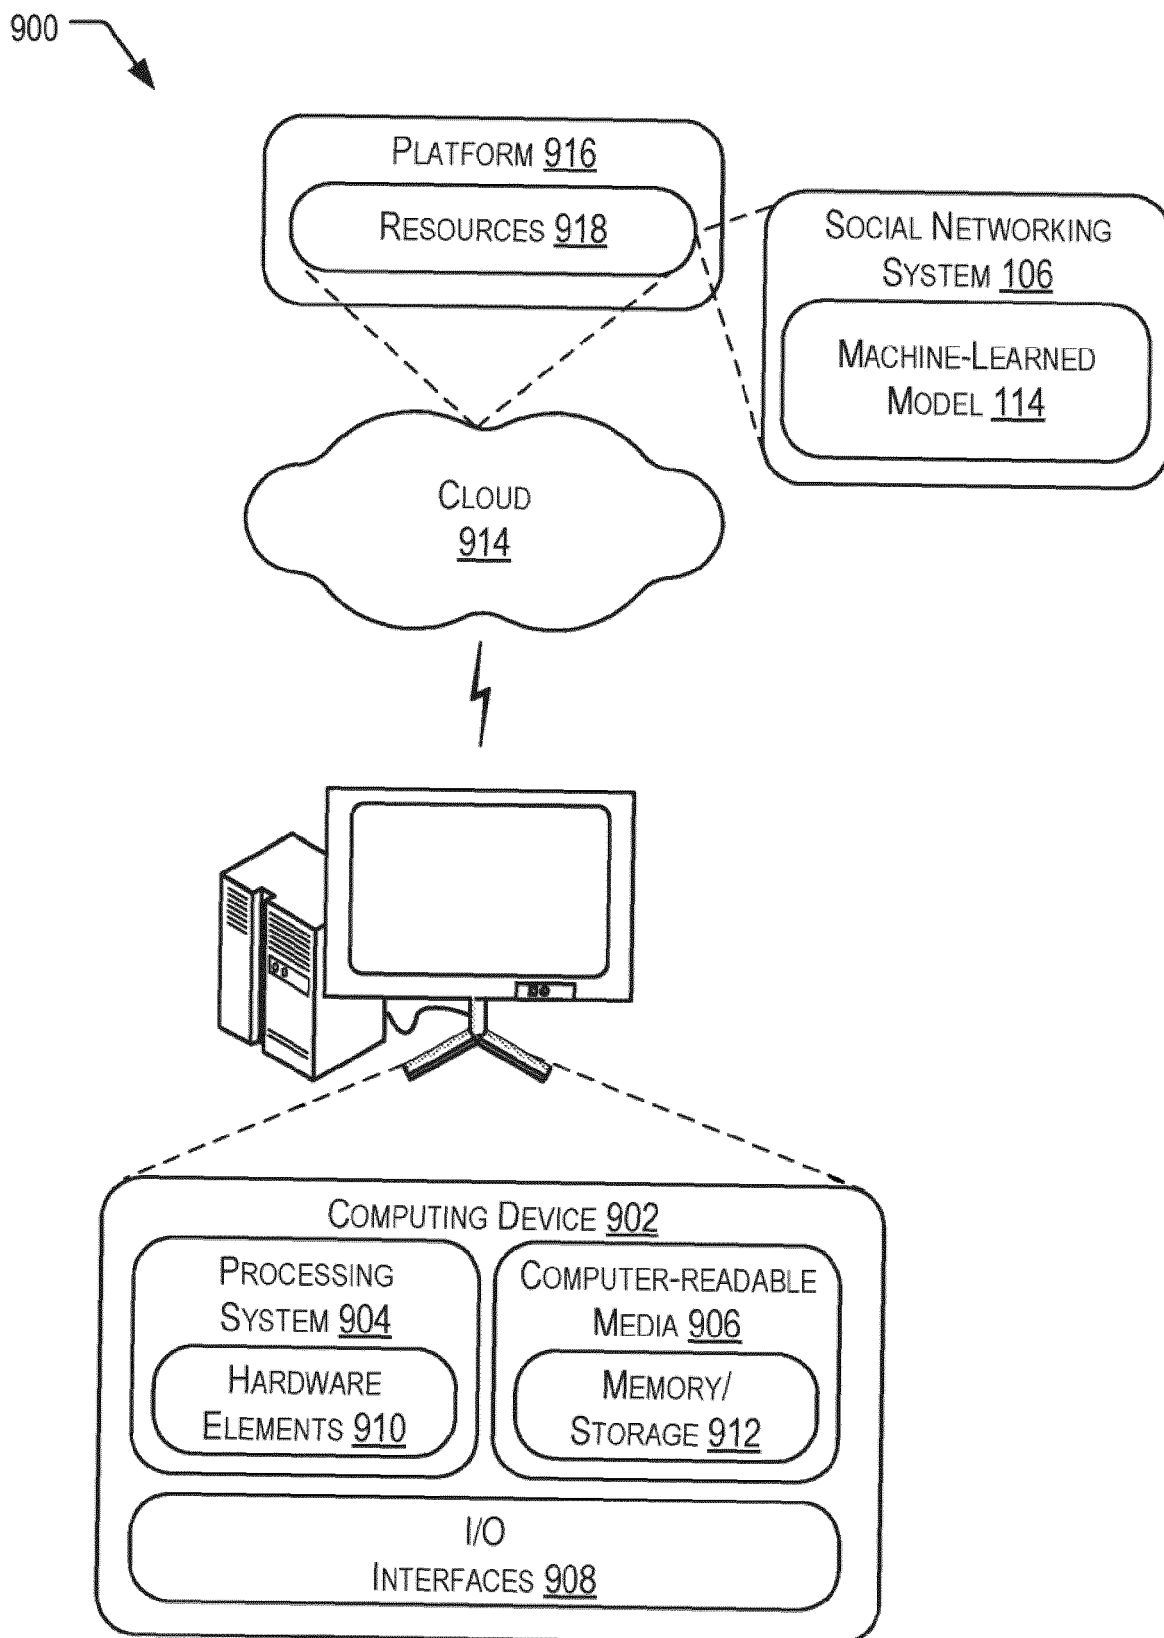 900
PLATFORM 916
RESOURCES 918
SOCIAL NETWORKING
SYSTEM 106
MACHINE-LEARNED
MODEL 114
CLOUD
914
COMPUTING DEVICE 902
PROCESSING
SYSTEM 904
HARDWARE
ELEMENTS 910
COMPUTER-READABLE
MEDIA 906
MEMORY/
STORAGE 912
I/O
INTERFACES 908